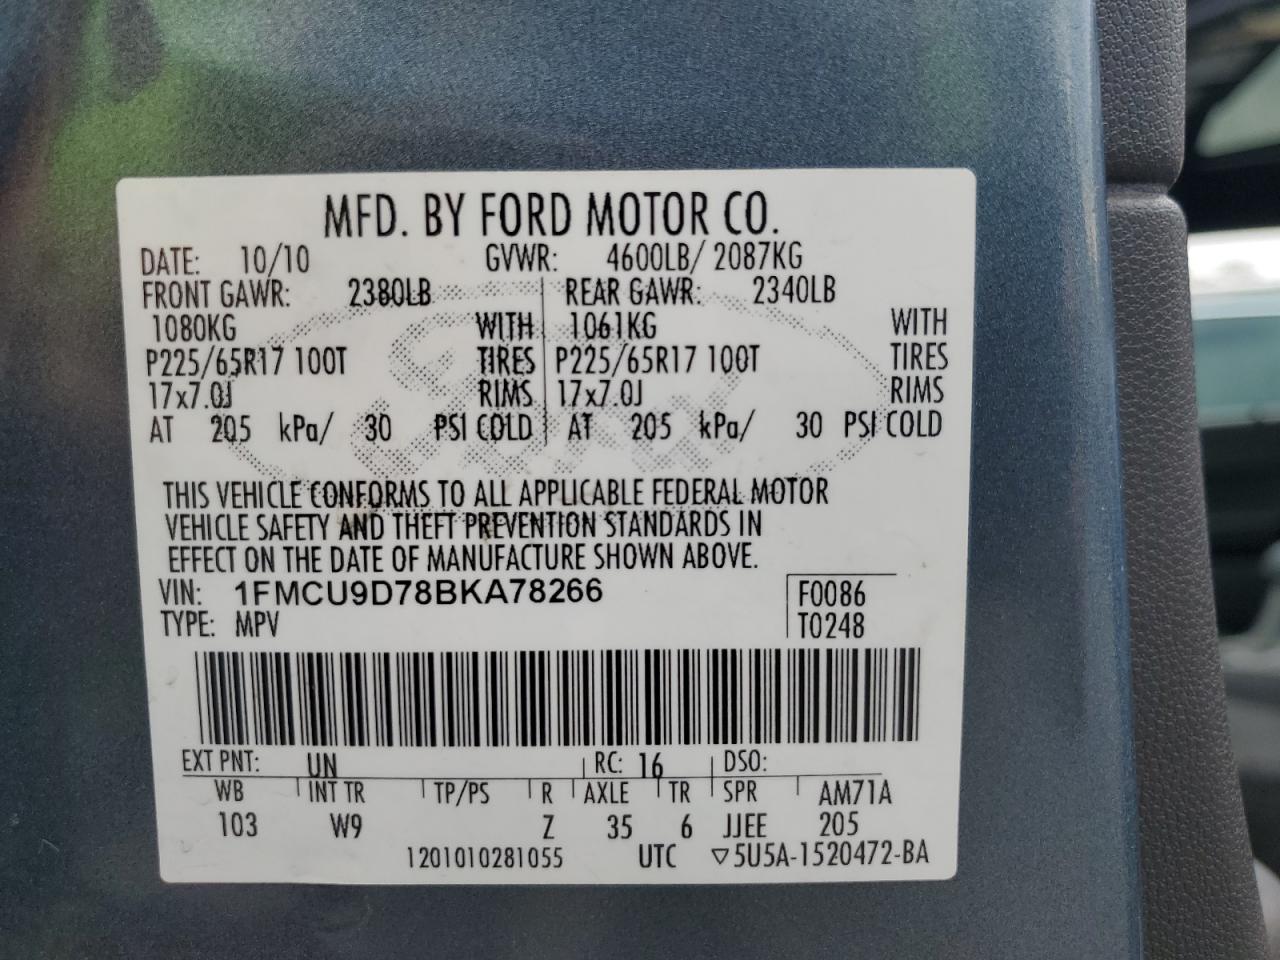 MFD. BY FORD MOTOR CO.
DATE: 10/10 GVWR: 4600LB/ 2087KG
FRONT GAWR: 2380LB REAR GAWR: 2340LB
1080KG WITH 1061KG WITH
P225/65R17 100T TIRES P225/65R17 100T TIRES
17x7.0J RIMS 17x7.0J RIMS
AT 205 kPa/ 30 PSI COLD AT 205 kPa/ 30 PSI COLD
THIS VEHICLE CONFORMS TO ALL APPLICABLE FEDERAL MOTOR
VEHICLE SAFETY AND THEFT PREVENTION STANDARDS IN
EFFECT ON THE DATE OF MANUFACTURE SHOWN ABOVE.
VIN: 1FMCU9D78BKA78266 F0086
TYPE: MPV T0248
EXT PNT: UN RC: 16 DSO:
WB INT TR TP/PS R AXLE TR SPR AM71A
103 W9 Z 35 6 JJEE 205
1201010281055 UTC ▽5U5A-1520472-BA